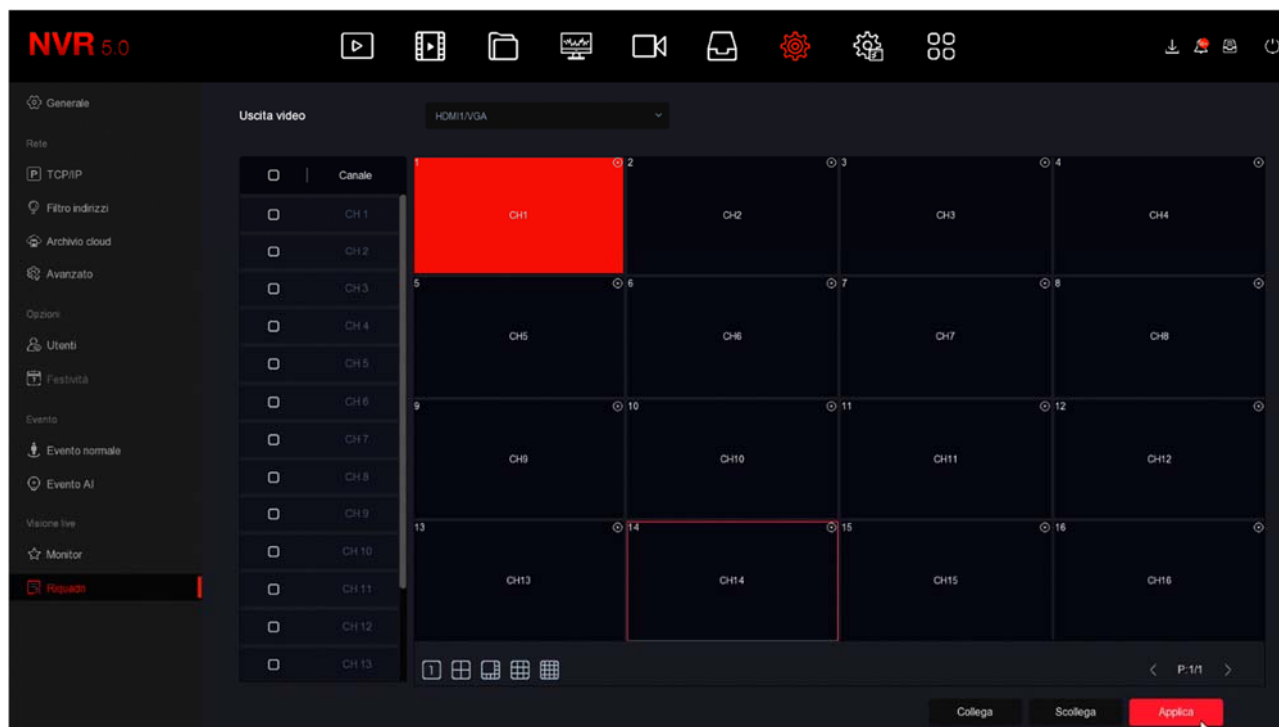 NVR 5.0
Generale
Rete
TCP/IP
Filtro indirizzi
Archivio cloud
Avanzato
Opzioni
Utenti
Festività
Evento
Evento normale
Evento AI
Visione live
Monitor
Riquadri
Uscita video
HDMI1/VGA
Canale
CH 1
CH 2
CH 3
CH 4
CH 5
CH 6
CH 7
CH 8
CH 9
CH 10
CH 11
CH 12
CH 13
1 2 3 4
CH1 CH2 CH3 CH4
5 6 7 8
CH5 CH6 CH7 CH8
9 10 11 12
CH9 CH10 CH11 CH12
13 14 15 16
CH13 CH14 CH15 CH16
1
P:1/1
Collega Scollega Applica